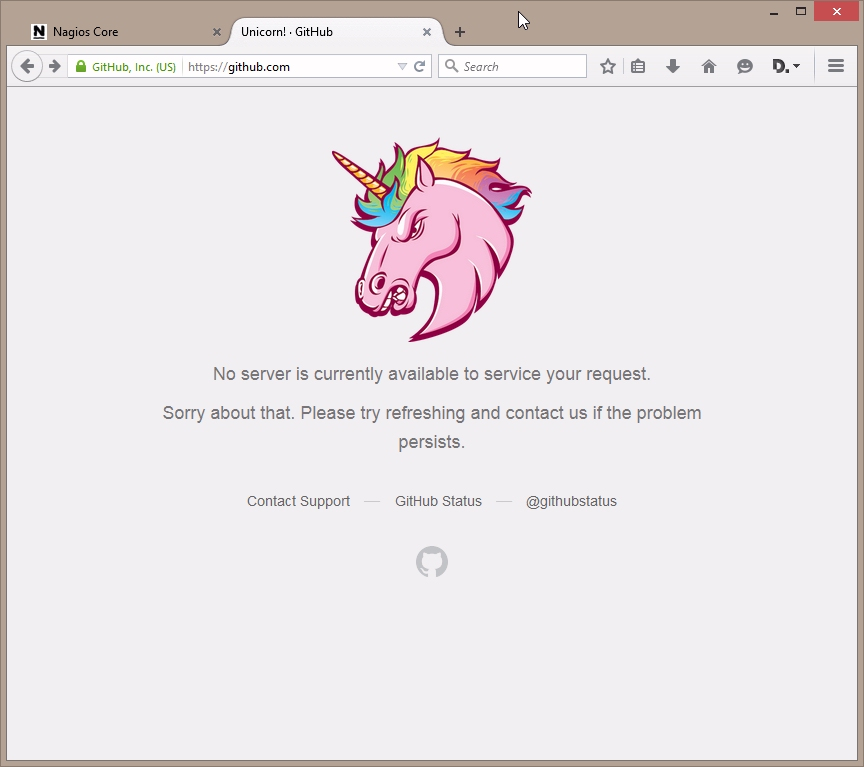 Nagios Core
Unicorn! · GitHub
GitHub, Inc. (US)
https://github.com
Search
D.
No server is currently available to service your request.
Sorry about that. Please try refreshing and contact us if the problem
persists.
Contact Support — GitHub Status — @githubstatus